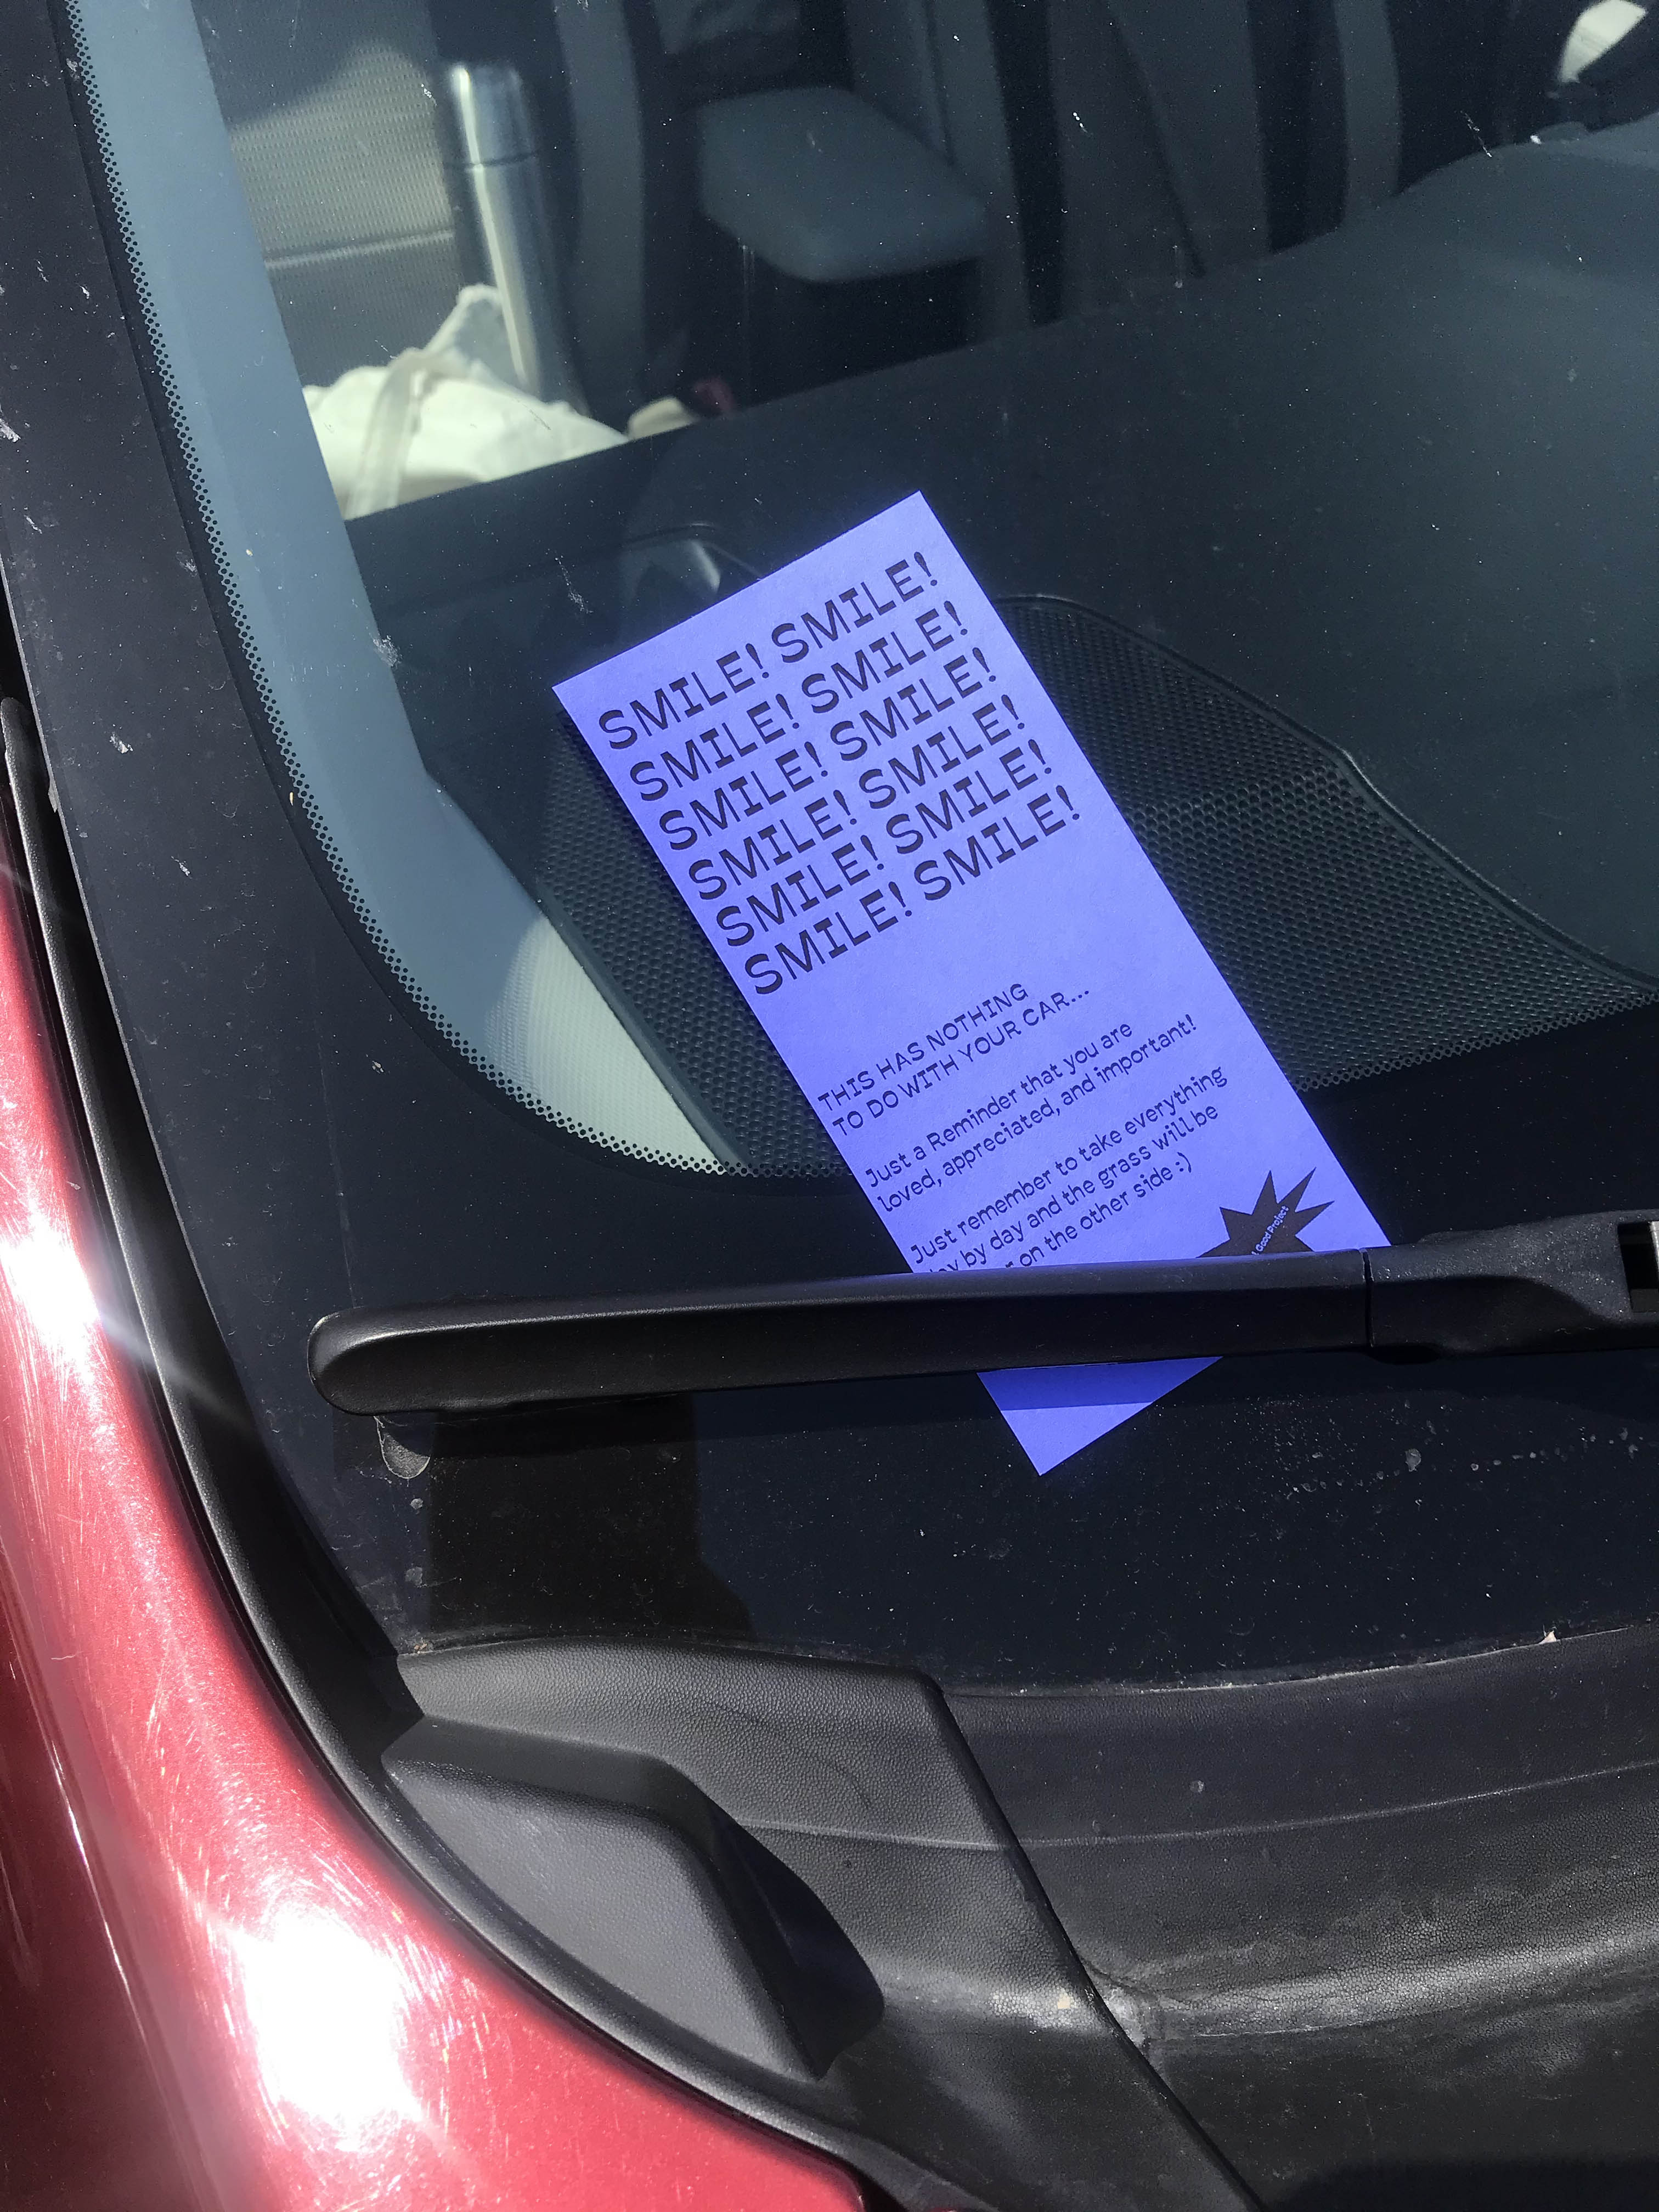 SMILE! SMILE!
SMILE! SMILE!
SMILE! SMILE!
SMILE! SMILE!
SMILE! SMILE!
SMILE! SMILE!
THIS HAS NOTHING
TO DO WITH YOUR CAR...
Just a Reminder that you are
loved, appreciated, and important!
Just remember to take everything
by day and the grass will be
on the other side :)
Good Project